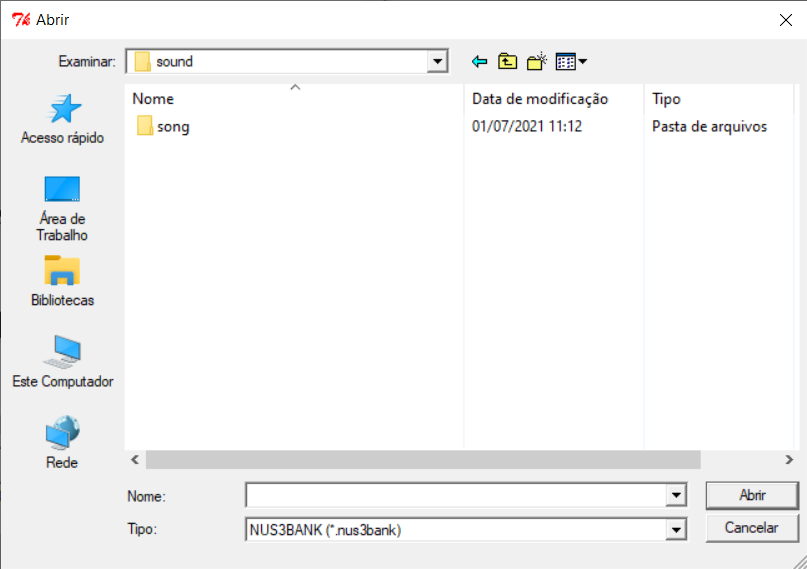 Abrir
Examinar:
sound
Nome
Data de modificação
Tipo
song
01/07/2021 11:12
Pasta de arquivos
Acesso rápido
Área de
Trabalho
Bibliotecas
Este Computador
Rede
Nome:
Abrir
Tipo:
NUS3BANK (*.nus3bank)
Cancelar